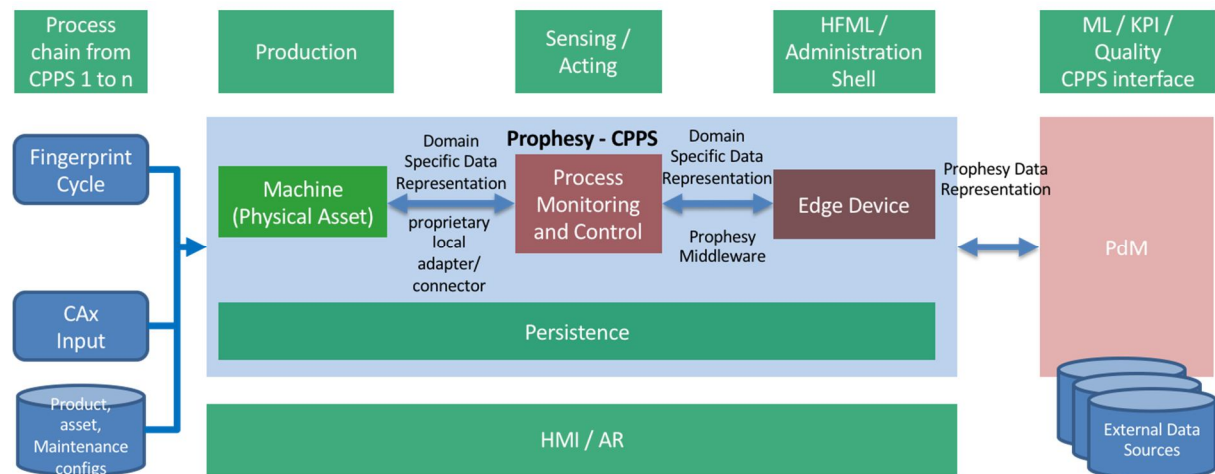 Process
chain from
CPPS 1 to n
Production
Sensing /
Acting
HFML /
Administration
Shell
ML / KPI /
Quality
CPPS interface
Fingerprint
Cycle
CAx
Input
Product,
asset,
Maintenance
configs
Prophesy - CPPS
Machine
(Physical Asset)
Domain
Specific Data
Representation
proprietary
local
adapter/
connector
Process
Monitoring
and Control
Domain
Specific Data
Representation
Prophesy
Middleware
Edge Device
Prophesy Data
Representation
PdM
Persistence
HMI / AR
External Data
Sources